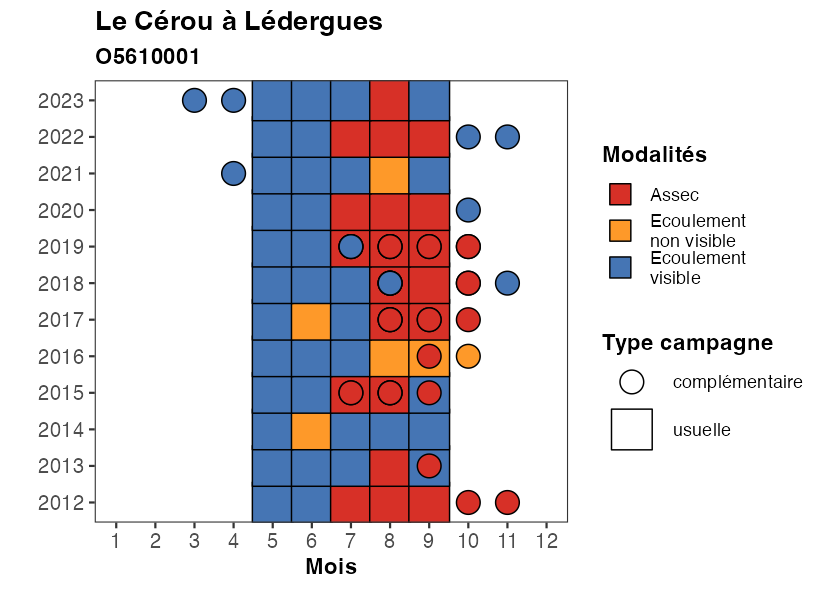 Le Cérou à Lédergues
O5610001
2023
2022
2021
2020
2019
2018
2017
2016
2015
2014
2013
2012
1 2 3 4 5 6 7 8 9 10 11 12
Mois
Modalités
Assec
Ecoulement
non visible
Ecoulement
visible
Type campagne
complémentaire
usuelle